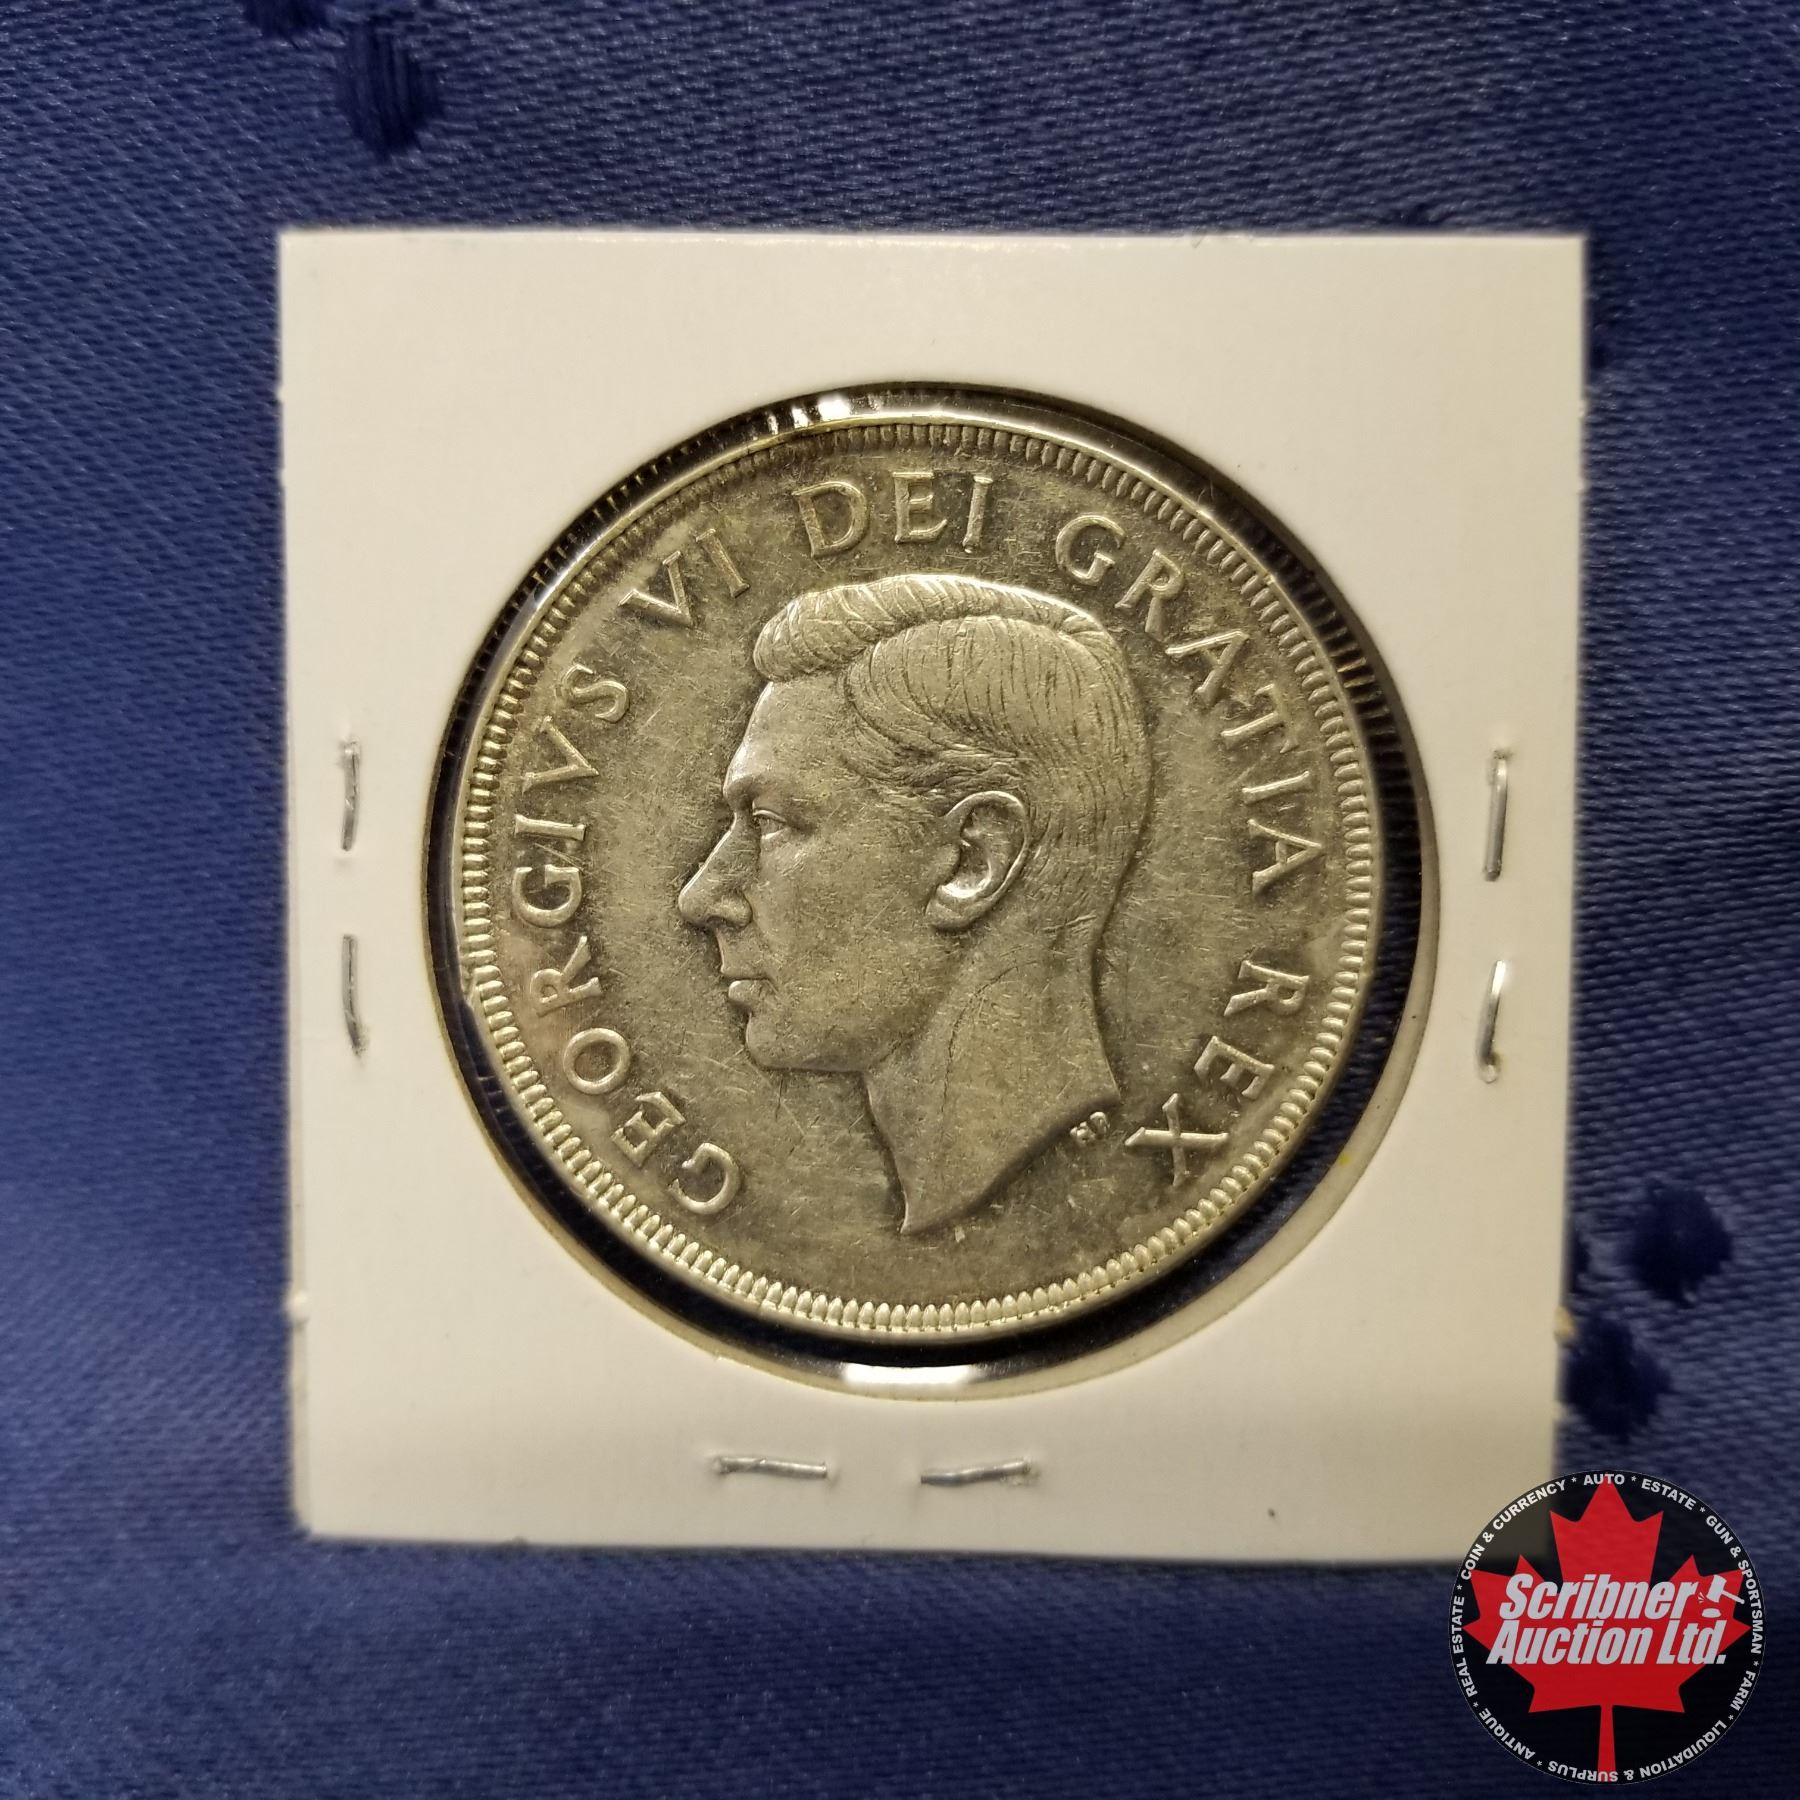 GEORGIVS VI DEI GRATIA REX
HP
COIN & CURRENCY * AUTO * ESTATE * GUN & SPORTSMAN * FARM * LIQUIDATION & SURPLUS * ANTIQUE * REAL ESTATE *
Scribner
Auction Ltd.